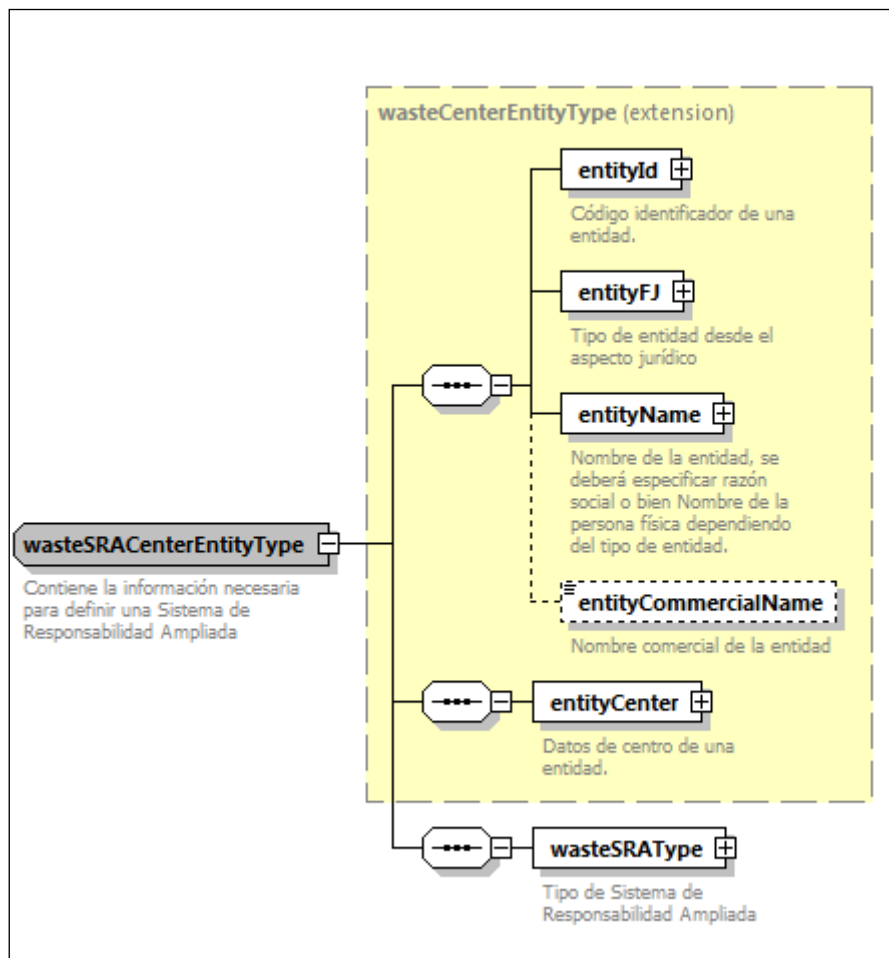 wasteCenterEntityType (extension)
entityId
Código identificador de una
entidad.
entityFJ
Tipo de entidad desde el
aspecto jurídico
entityName
Nombre de la entidad, se
deberá especificar razón
social o bien Nombre de la
persona física dependiendo
del tipo de entidad.
entityCommercialName
Nombre comercial de la entidad
wasteSRACenterEntityType
Contiene la información necesaria
para definir una Sistema de
Responsabilidad Ampliada
entityCenter
Datos de centro de una
entidad.
wasteSRAType
Tipo de Sistema de
Responsabilidad Ampliada